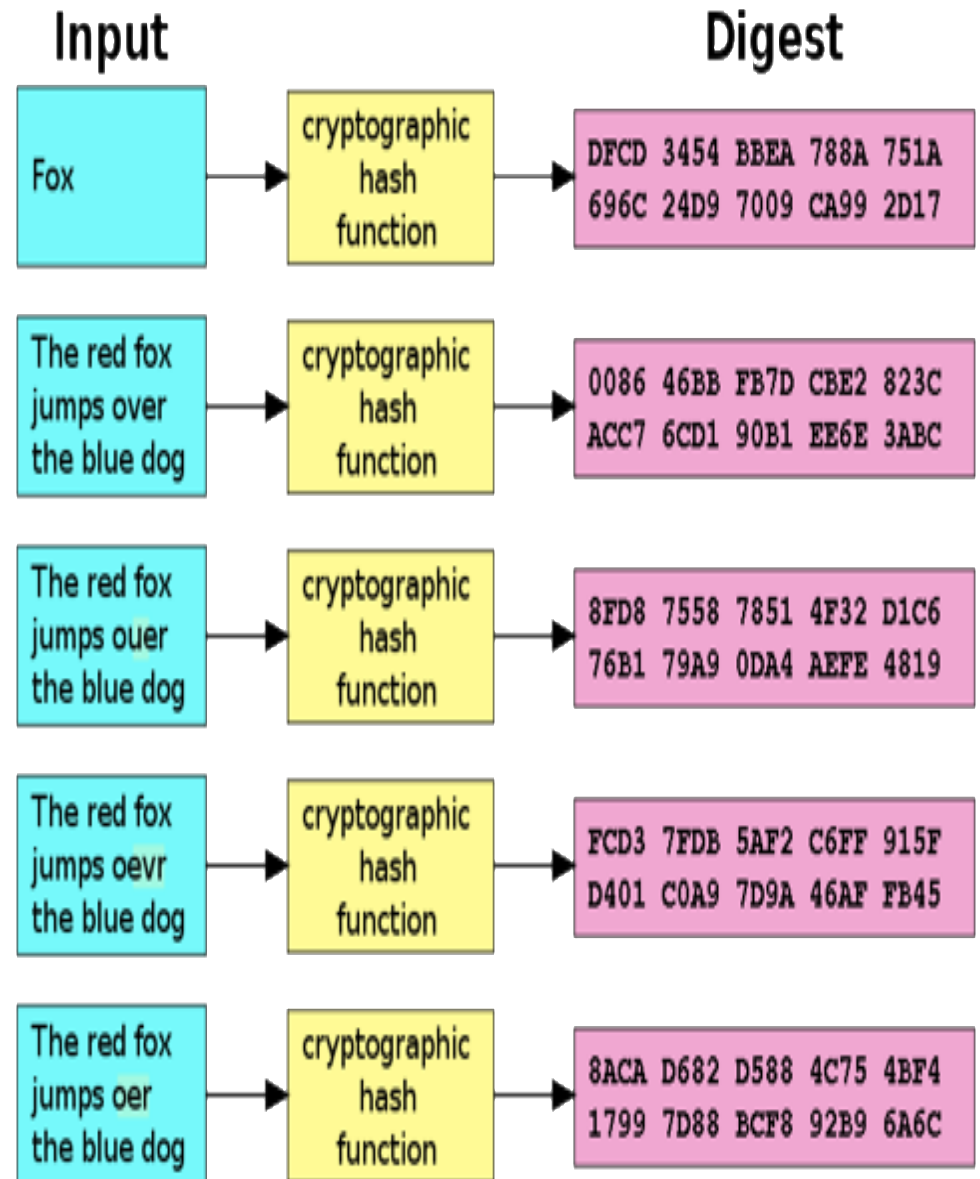 Input
Digest
Fox
cryptographic
hash
function
DFCD 3454 BBEA 788A 751A
696C 24D9 7009 CA99 2D17
The red fox
jumps over
the blue dog
cryptographic
hash
function
0086 46BB FB7D CBE2 823C
ACC7 6CD1 90B1 EE6E 3ABC
The red fox
jumps ouer
the blue dog
cryptographic
hash
function
8FD8 7558 7851 4F32 D1C6
76B1 79A9 0DA4 AEFE 4819
The red fox
jumps oevr
the blue dog
cryptographic
hash
function
FCD3 7FDB 5AF2 C6FF 915F
D401 C0A9 7D9A 46AF FB45
The red fox
jumps oer
the blue dog
cryptographic
hash
function
8ACA D682 D588 4C75 4BF4
1799 7D88 BCF8 92B9 6A6C